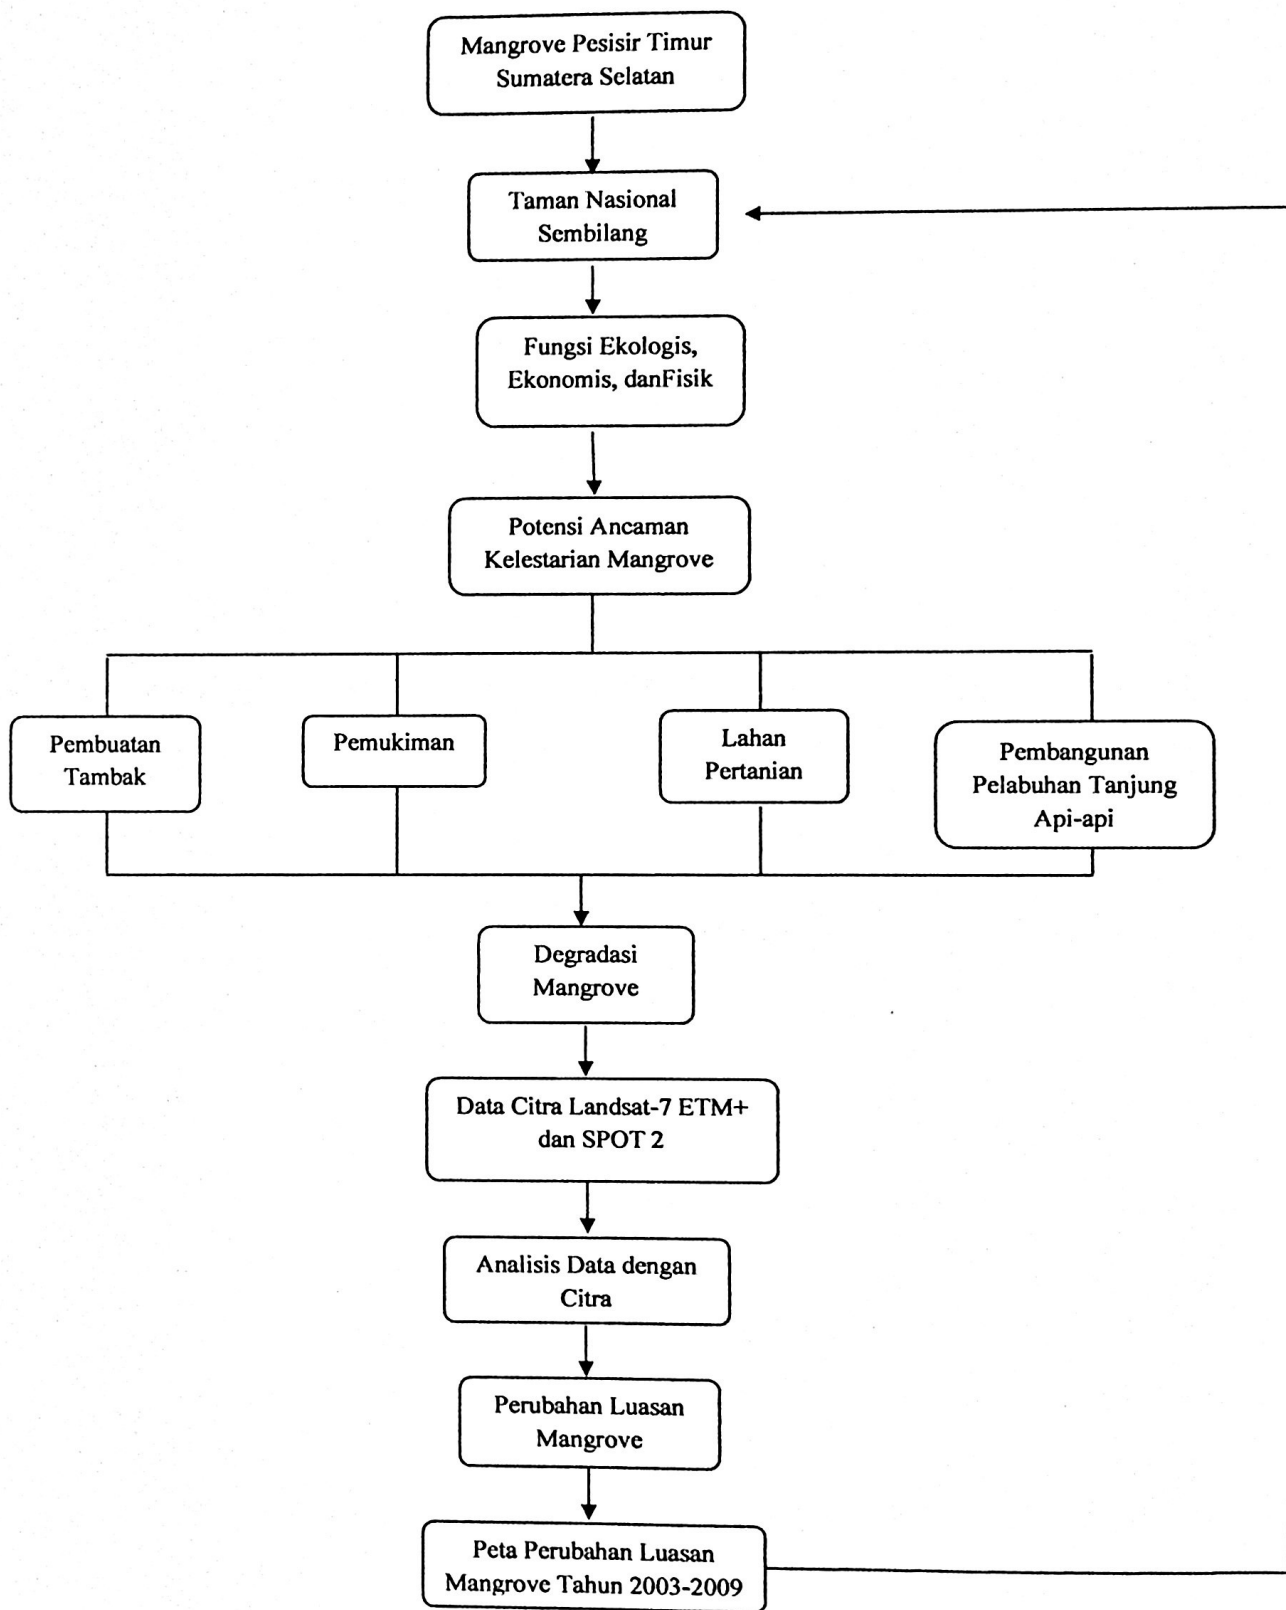 Mangrove Pesisir Timur
Sumatera Selatan
Taman Nasional
Sembilang
Fungsi Ekologis,
Ekonomis, danFisik
Potensi Ancaman
Kelestarian Mangrove
Pembuatan
Tambak
Pemukiman
Lahan
Pertanian
Pembangunan
Pelabuhan Tanjung
Api-api
Degradasi
Mangrove
Data Citra Landsat-7 ETM+
dan SPOT 2
Analisis Data dengan
Citra
Perubahan Luasan
Mangrove
Peta Perubahan Luasan
Mangrove Tahun 2003-2009